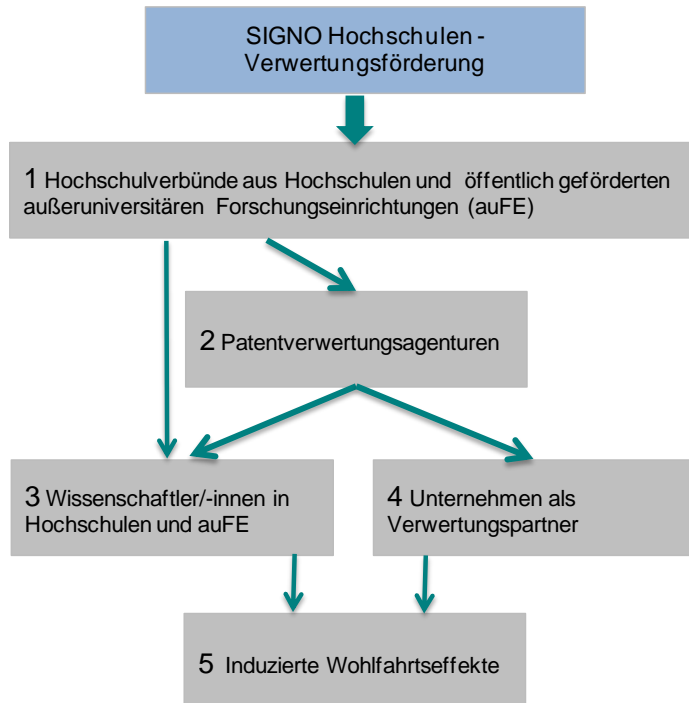 SIGNO Hochschulen -
Verwertungsförderung
1 Hochschulverbünde aus Hochschulen und öffentlich geförderten
außeruniversitären Forschungseinrichtungen (auFE)
2 Patentverwertungsagenturen
3 Wissenschaftler/-innen in
Hochschulen und auFE
4 Unternehmen als
Verwertungspartner
5 Induzierte Wohlfahrtseffekte